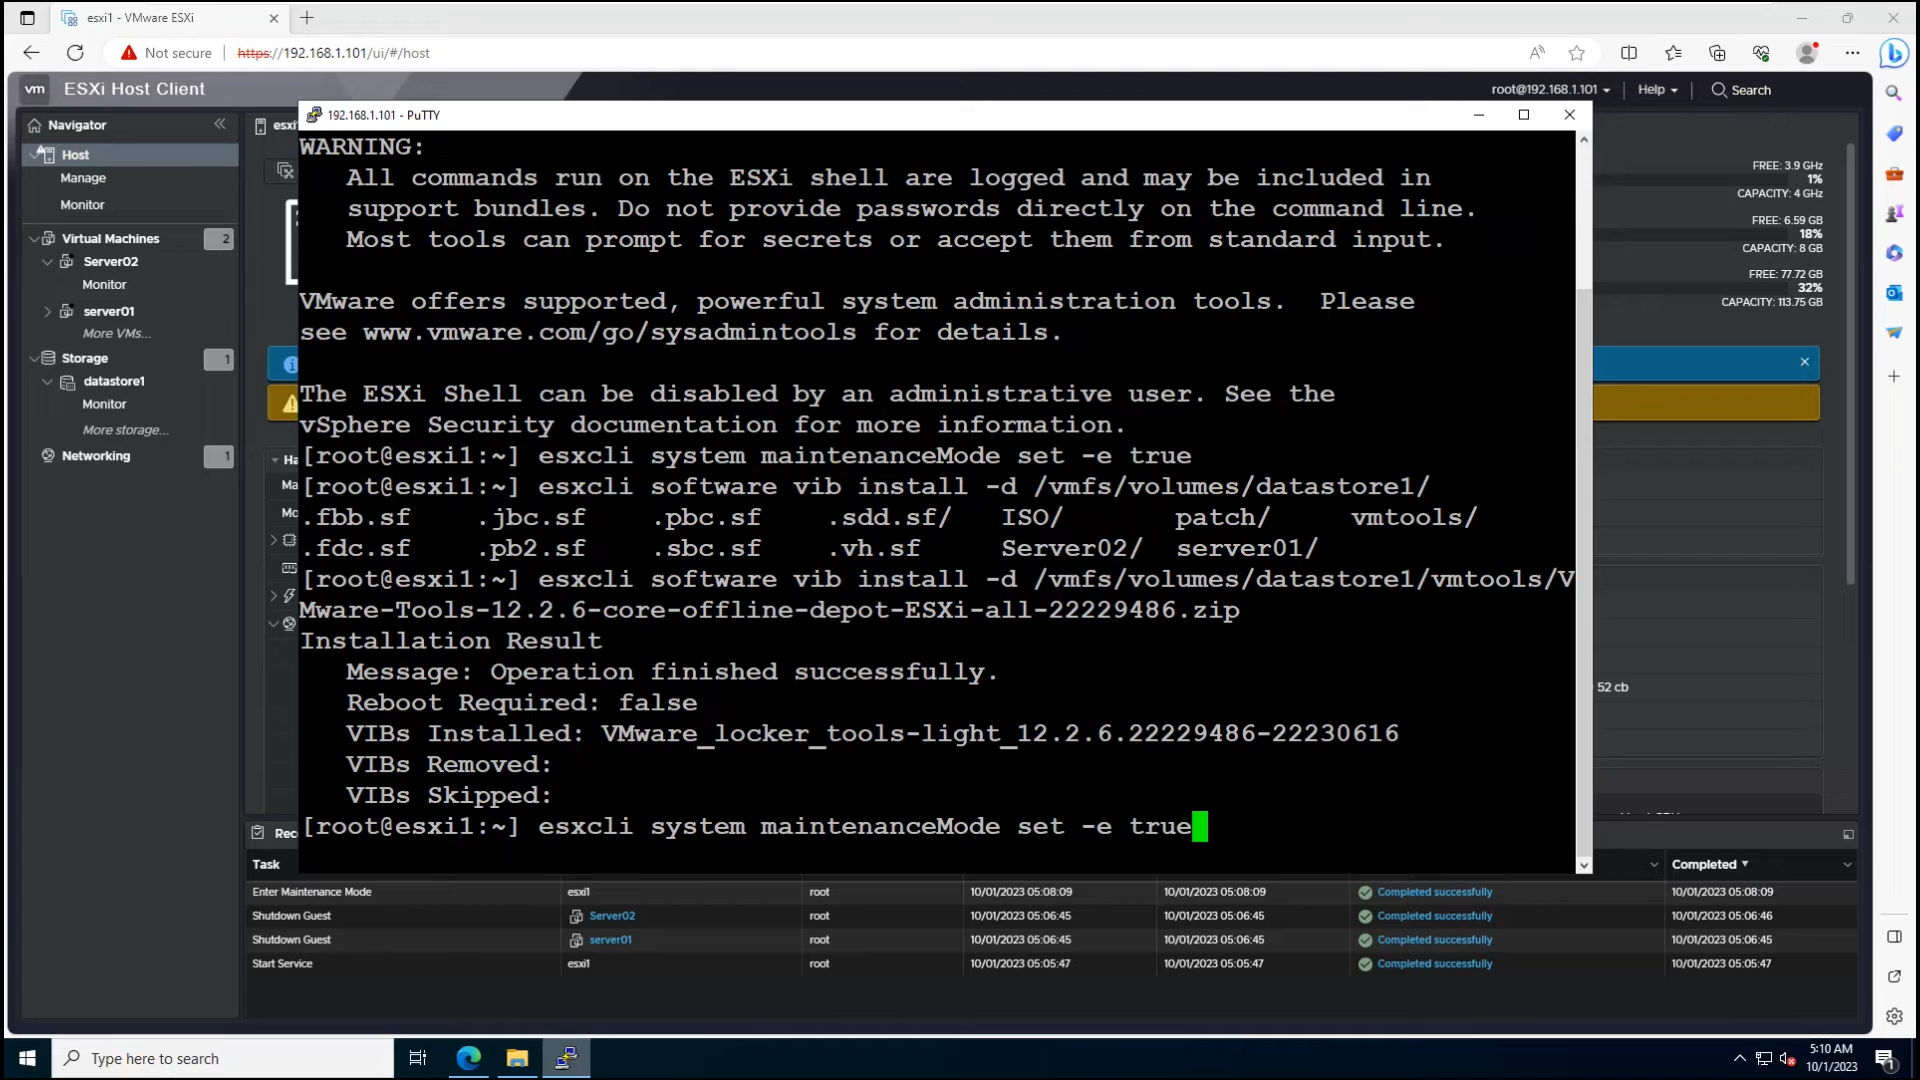 esxi1 - VMware ESXi
Not secure
https://192.168.1.101/ui/#/host
vm
ESXi Host Client
root@192.168.1.101
Help
Search
192.168.1.101 - PuTTY
Navigator
Host
Manage
Monitor
Virtual Machines
2
Server02
Monitor
server01
More VMs...
Storage
1
datastore1
Monitor
More storage...
Networking
1
esxi
FREE: 3.9 GHz
1%
CAPACITY: 4 GHz
FREE: 6.59 GB
18%
CAPACITY: 8 GB
FREE: 77.72 GB
32%
CAPACITY: 113.75 GB
Ha
Ma
Mo
52 cb
WARNING:
All commands run on the ESXi shell are logged and may be included in
support bundles. Do not provide passwords directly on the command line.
Most tools can prompt for secrets or accept them from standard input.
VMware offers supported, powerful system administration tools.  Please
see www.vmware.com/go/sysadmintools for details.
The ESXi Shell can be disabled by an administrative user. See the
vSphere Security documentation for more information.
[root@esxi1:~] esxcli system maintenanceMode set -e true
[root@esxi1:~] esxcli software vib install -d /vmfs/volumes/datastore1/
.fbb.sf .jbc.sf .pbc.sf .sdd.sf/ ISO/ patch/ vmtools/
.fdc.sf .pb2.sf .sbc.sf .vh.sf Server02/ server01/
[root@esxi1:~] esxcli software vib install -d /vmfs/volumes/datastore1/vmtools/V
Mware-Tools-12.2.6-core-offline-depot-ESXi-all-22229486.zip
Installation Result
Message: Operation finished successfully.
Reboot Required: false
VIBs Installed: VMware_locker_tools-light_12.2.6.22229486-22230616
VIBs Removed:
VIBs Skipped:
[root@esxi1:~] esxcli system maintenanceMode set -e true
Rec
Task
Completed
Enter Maintenance Mode esxi1 root 10/01/2023 05:08:09 10/01/2023 05:08:09 Completed successfully 10/01/2023 05:08:09
Shutdown Guest Server02 root 10/01/2023 05:06:45 10/01/2023 05:06:45 Completed successfully 10/01/2023 05:06:46
Shutdown Guest server01 root 10/01/2023 05:06:45 10/01/2023 05:06:45 Completed successfully 10/01/2023 05:06:45
Start Service esxi1 root 10/01/2023 05:05:47 10/01/2023 05:05:47 Completed successfully 10/01/2023 05:05:47
Type here to search
5:10 AM
10/1/2023
1